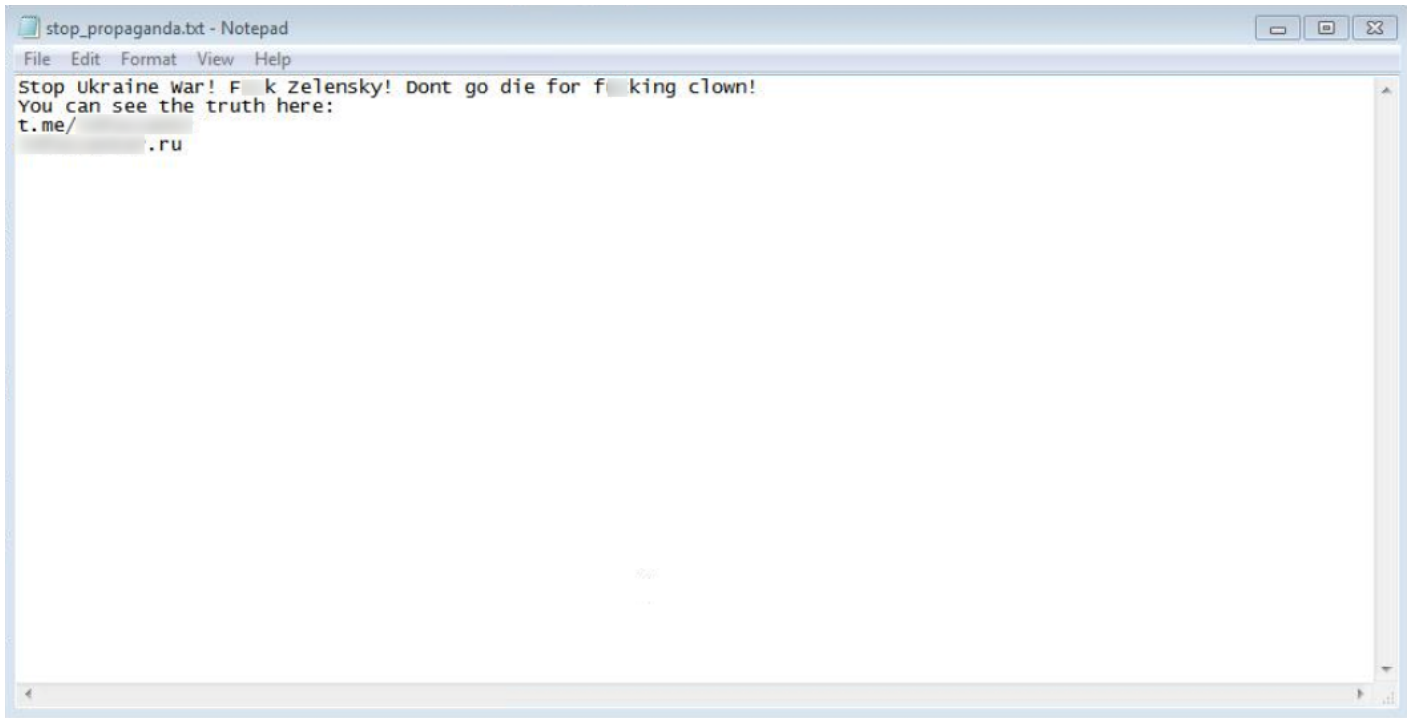 stop_propaganda.txt - Notepad
File Edit Format View Help
Stop Ukraine War! F k Zelensky! Dont go die for f king clown!
You can see the truth here:
t.me/
.ru